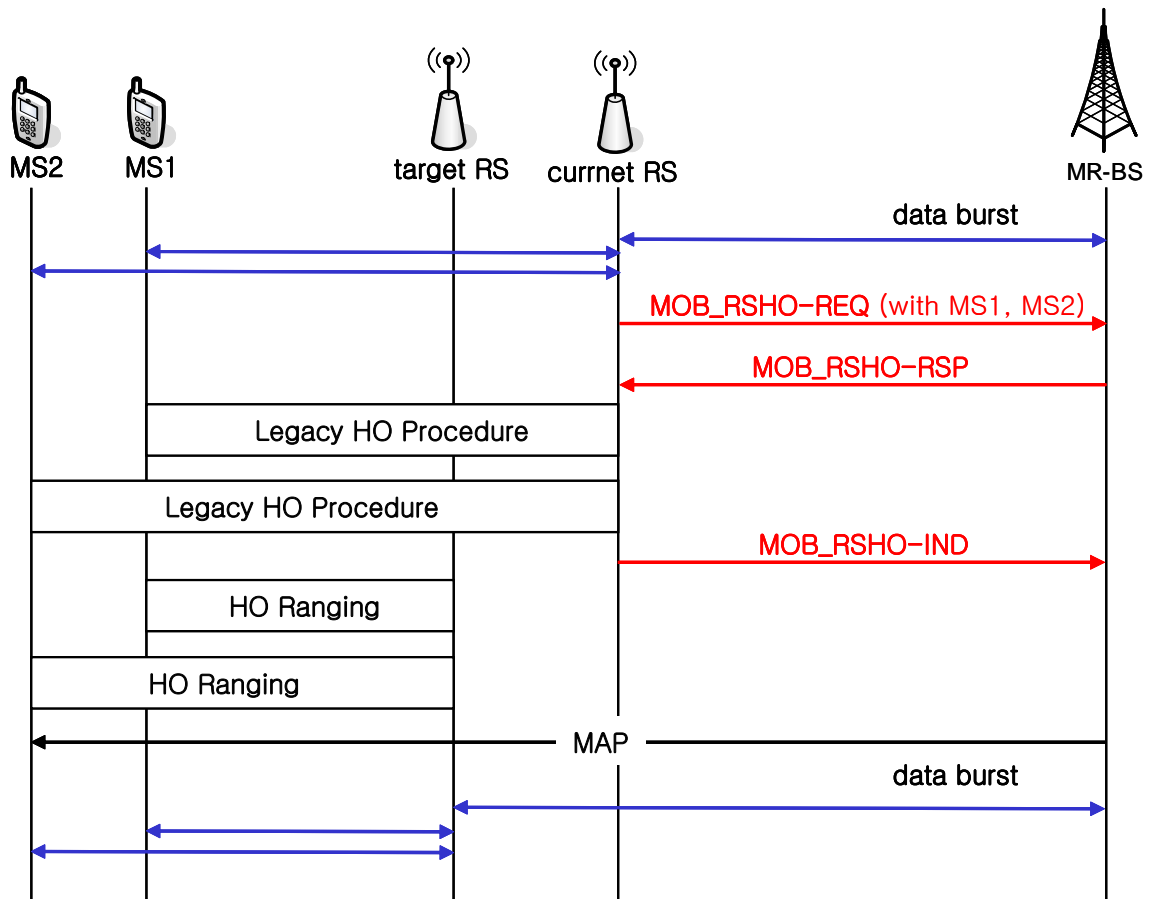 MS2
MS1
target RS
currnet RS
MR-BS
data burst
MOB_RSHO-REQ (with MS1, MS2)
MOB_RSHO-RSP
Legacy HO Procedure
Legacy HO Procedure
MOB_RSHO-IND
HO Ranging
HO Ranging
MAP
data burst